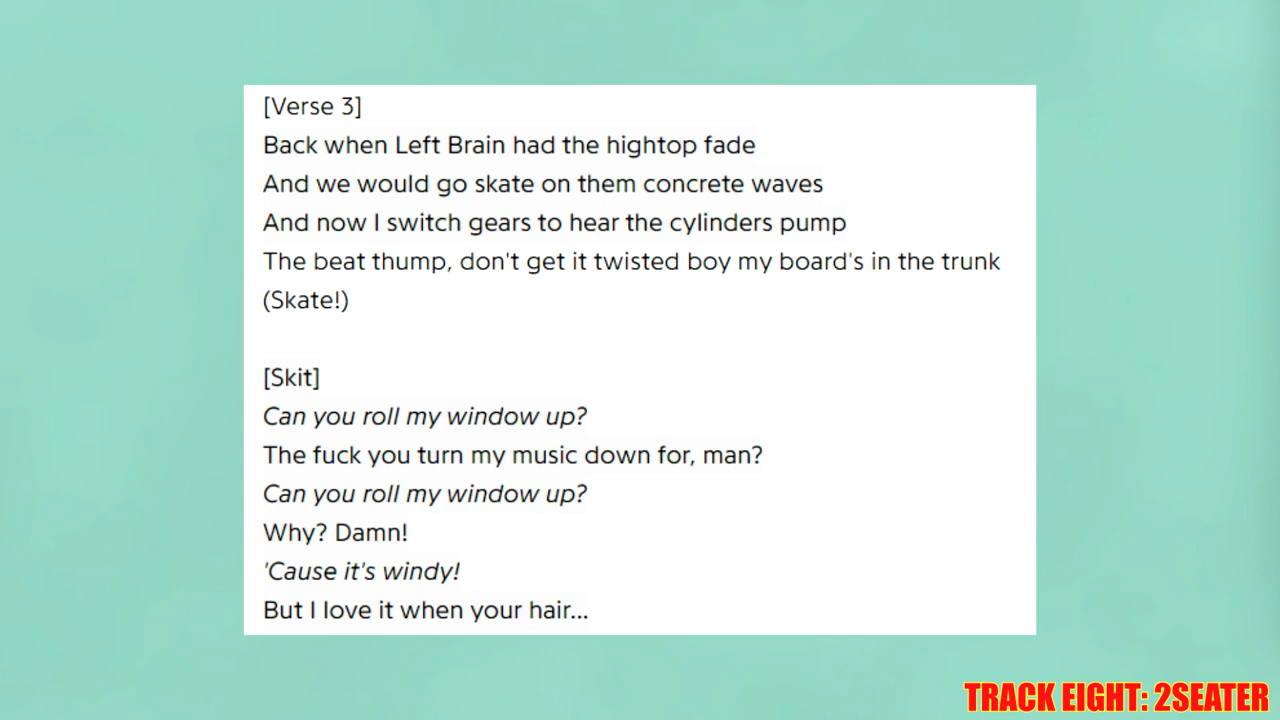 [Verse 3]
Back when Left Brain had the hightop fade
And we would go skate on them concrete waves
And now I switch gears to hear the cylinders pump
The beat thump, don't get it twisted boy my board's in the trunk
(Skate!)
[Skit]
Can you roll my window up?
The fuck you turn my music down for, man?
Can you roll my window up?
Why? Damn!
'Cause it's windy!
But I love it when your hair...
TRACK EIGHT: 2SEATER